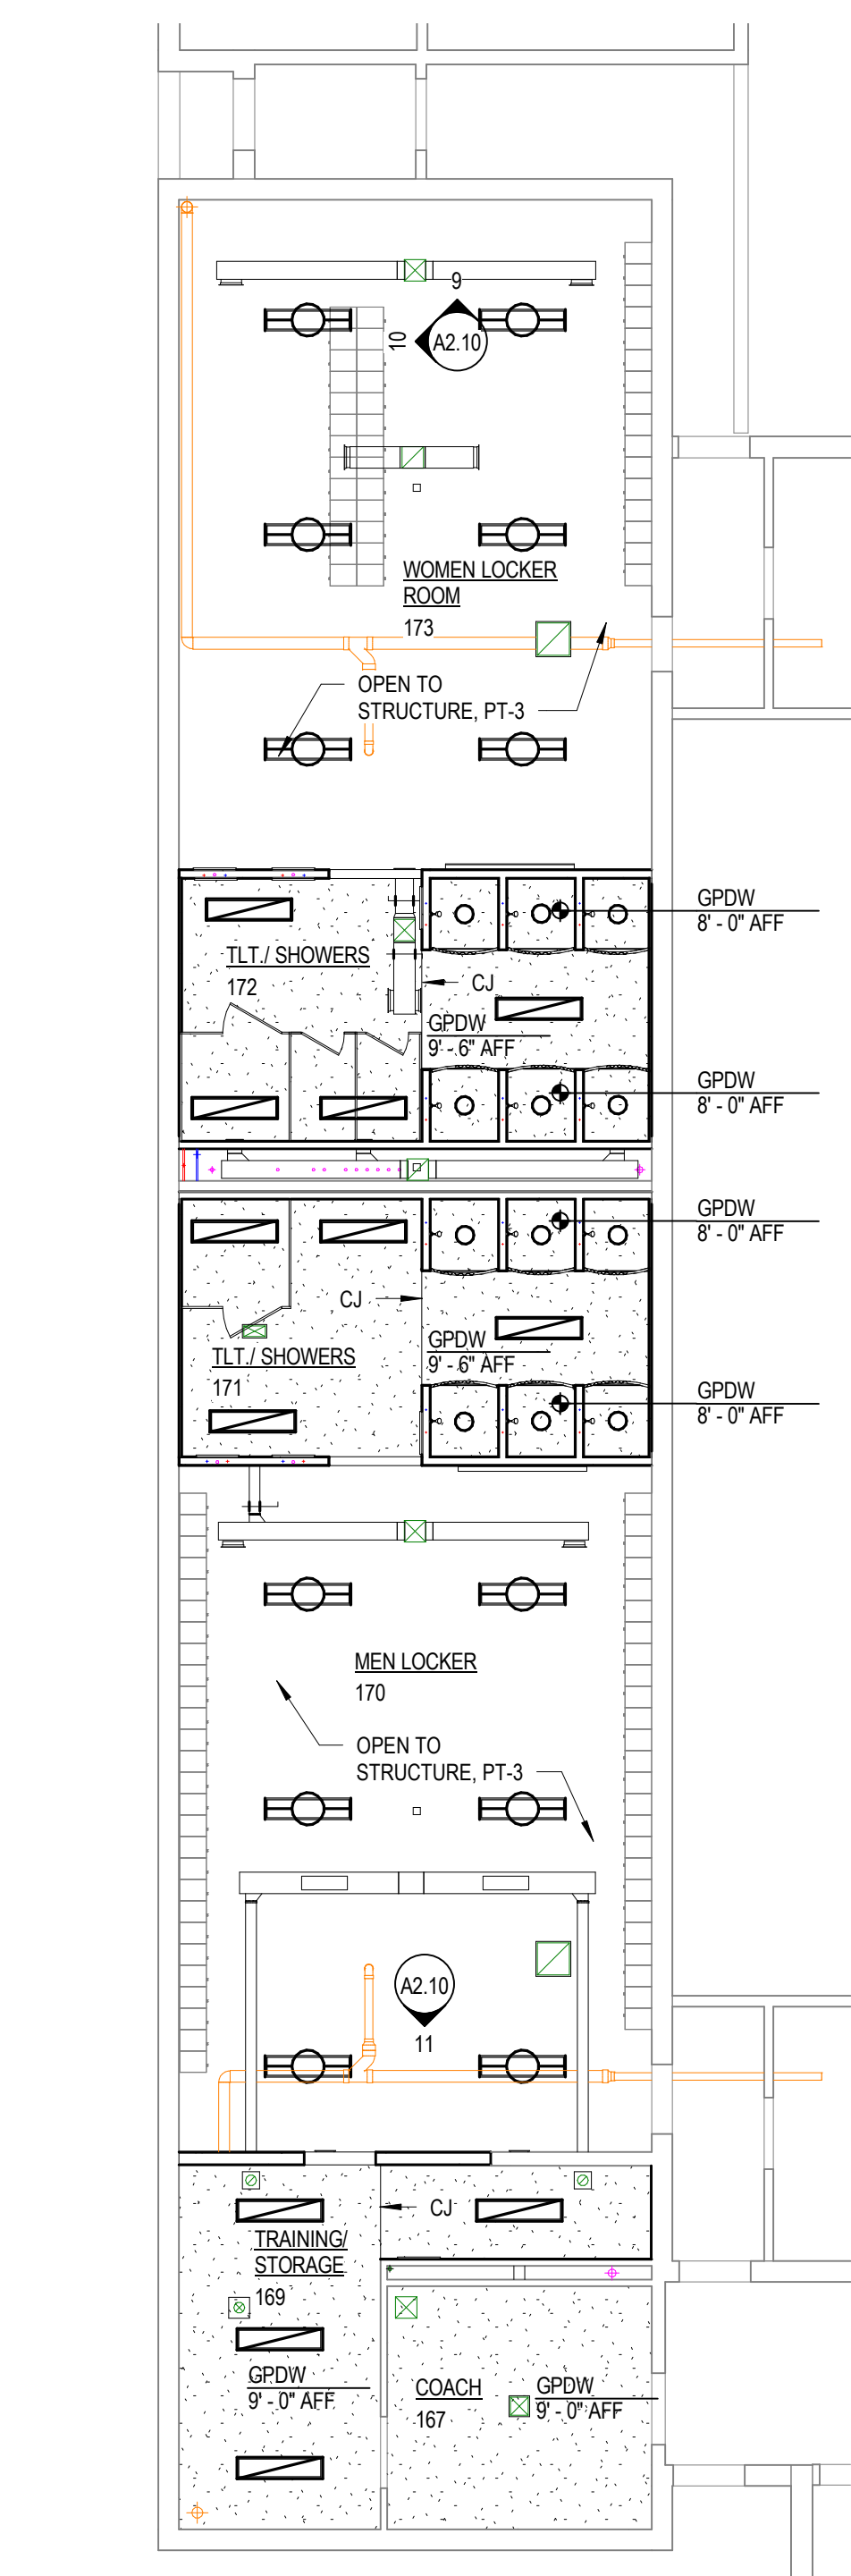 9
10
A2.10
WOMEN LOCKER
ROOM
173
OPEN TO
STRUCTURE, PT-3
GPDW
8' - 0" AFF
TLT./ SHOWERS
172
CJ
GPDW
9' - 6" AFF
GPDW
8' - 0" AFF
GPDW
8' - 0" AFF
CJ
GPDW
9' - 6" AFF
TLT./ SHOWERS
171
GPDW
8' - 0" AFF
MEN LOCKER
170
OPEN TO
STRUCTURE, PT-3
A2.10
11
CJ
TRAINING/
STORAGE
169
GPDW
9' - 0" AFF
COACH
167
GPDW
9' - 0" AFF